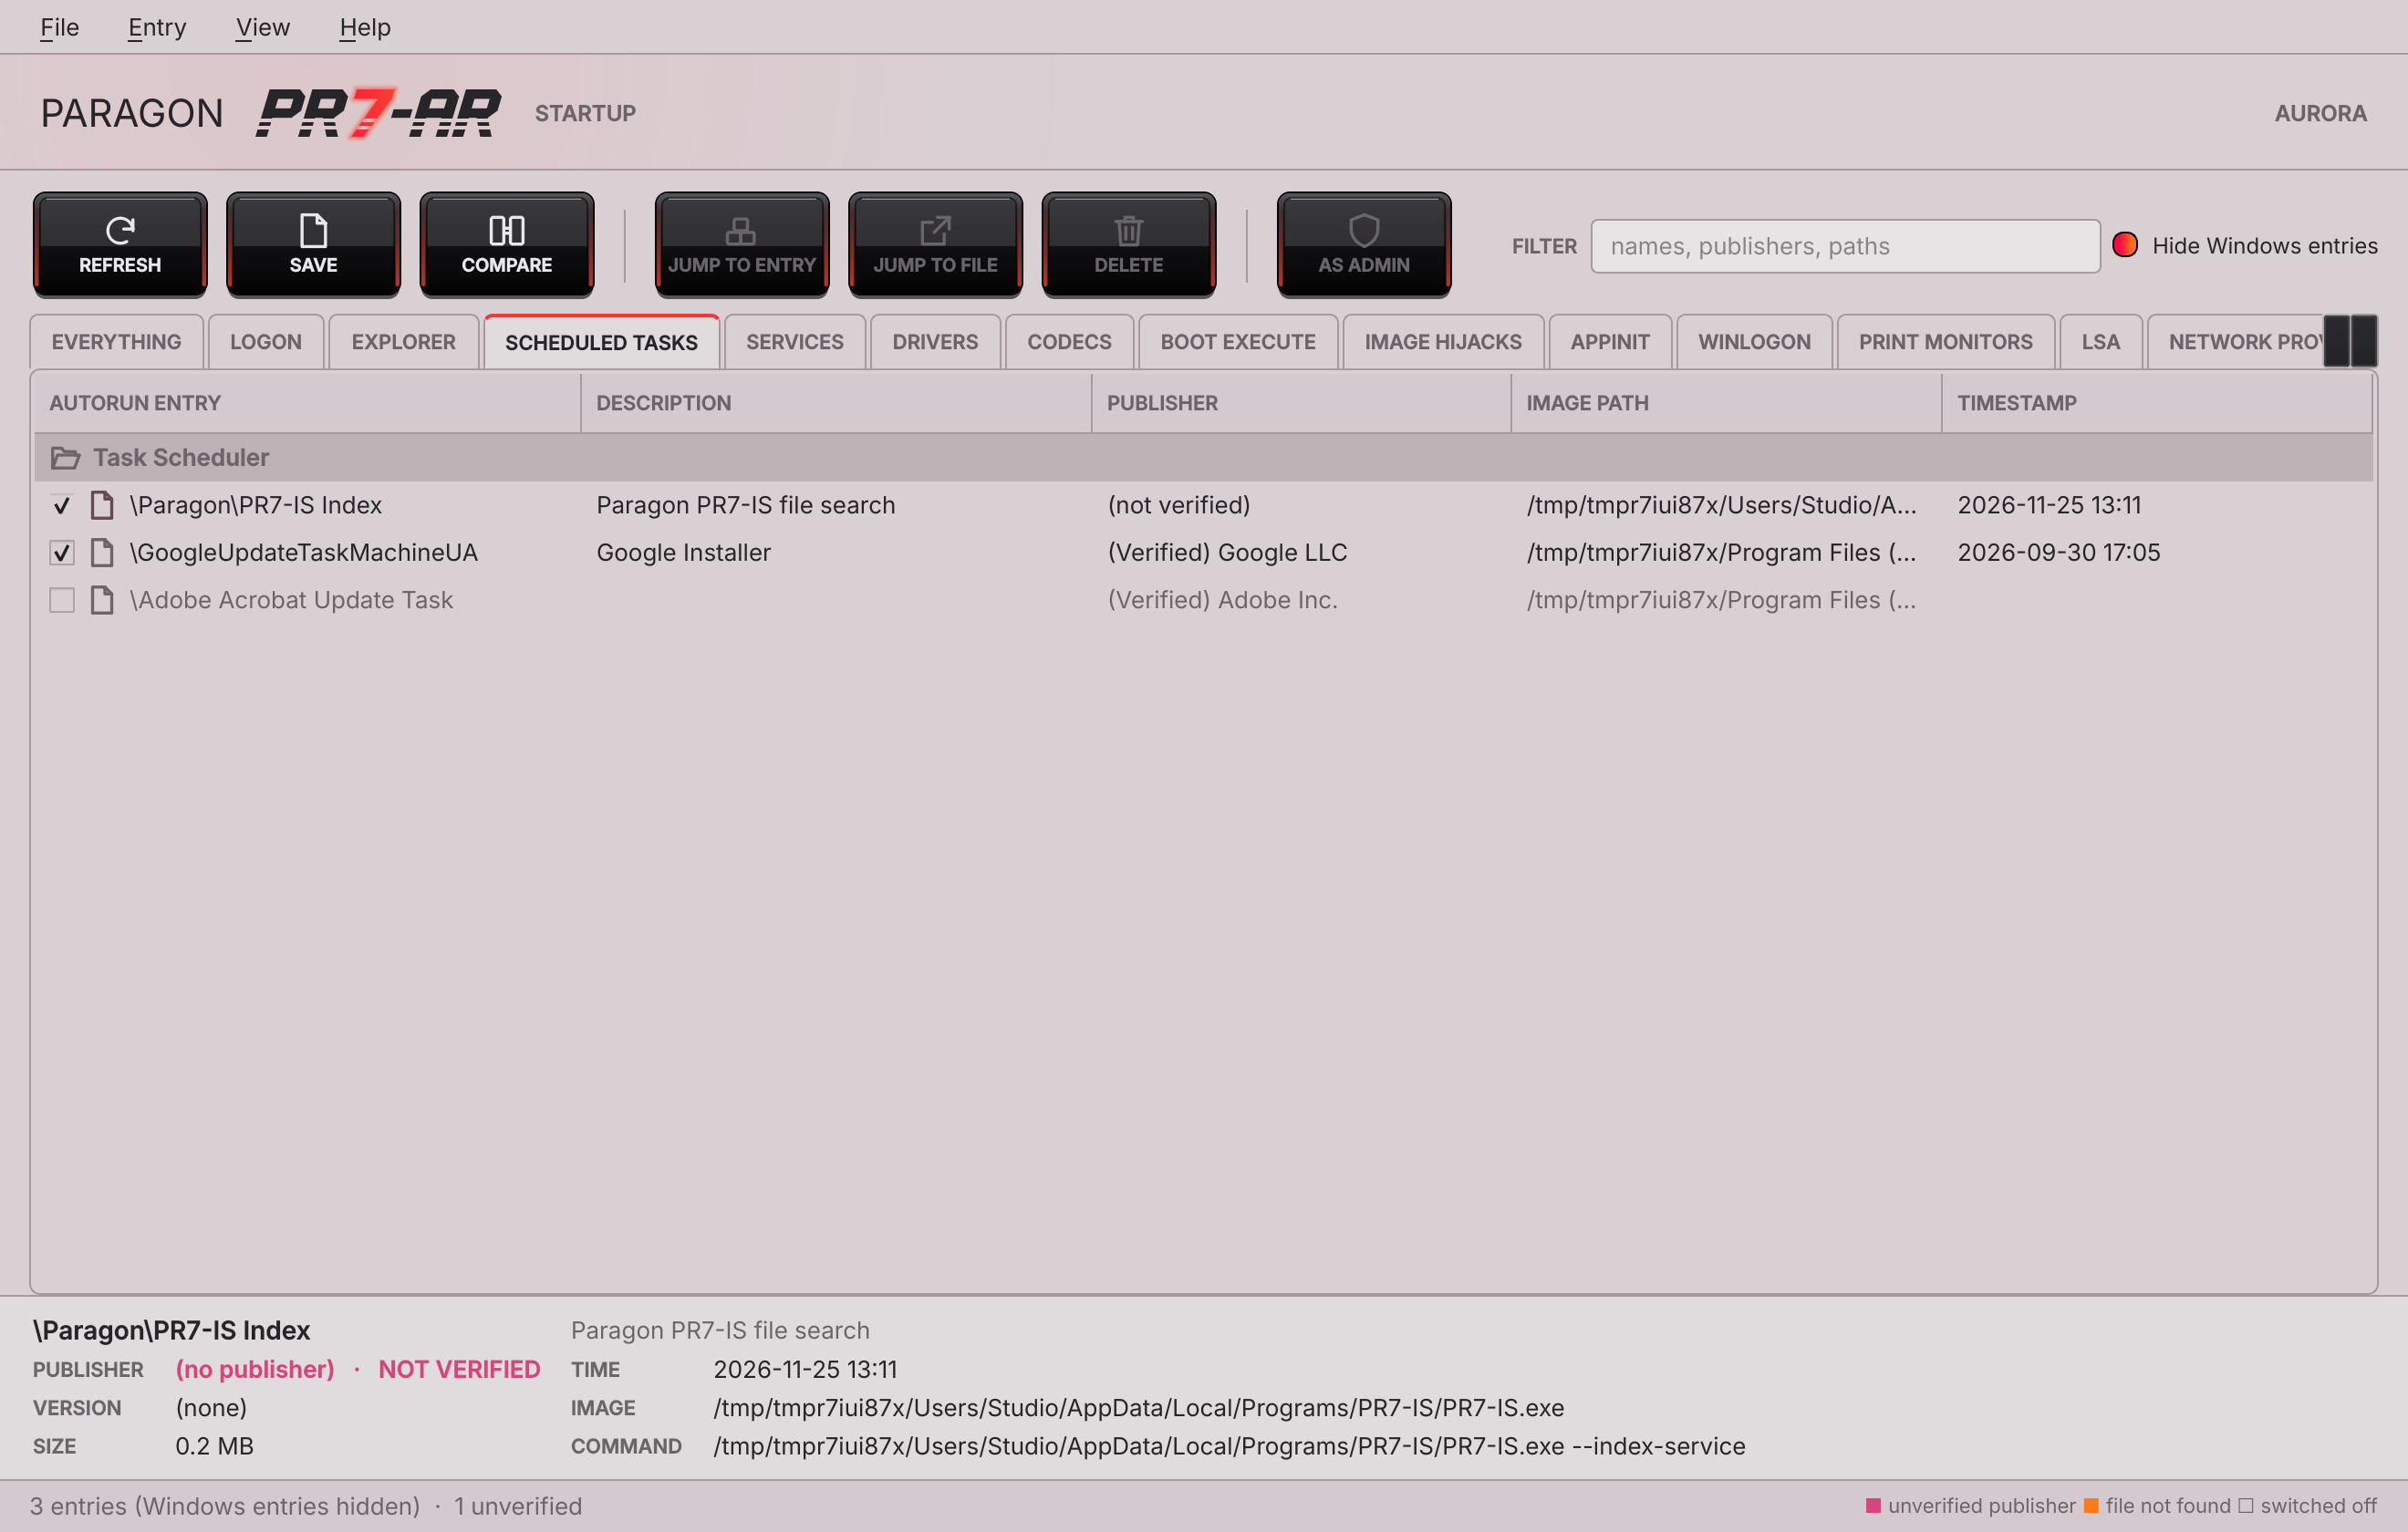 File Entry View Help
PARAGON PR7-AR STARTUP AURORA
REFRESH SAVE COMPARE JUMP TO ENTRY JUMP TO FILE DELETE AS ADMIN FILTER names, publishers, paths Hide Windows entries
EVERYTHING LOGON EXPLORER SCHEDULED TASKS SERVICES DRIVERS CODECS BOOT EXECUTE IMAGE HIJACKS APPINIT WINLOGON PRINT MONITORS LSA NETWORK
AUTORUN ENTRY DESCRIPTION PUBLISHER IMAGE PATH TIMESTAMP
Task Scheduler
\Paragon\PR7-IS Index Paragon PR7-IS file search (not verified) /tmp/tmpr7iui87x/Users/Studio/A... 2026-11-25 13:11
\GoogleUpdateTaskMachineUA Google Installer (Verified) Google LLC /tmp/tmpr7iui87x/Program Files (... 2026-09-30 17:05
\Adobe Acrobat Update Task (Verified) Adobe Inc. /tmp/tmpr7iui87x/Program Files (...
\Paragon\PR7-IS Index Paragon PR7-IS file search
PUBLISHER (no publisher) · NOT VERIFIED TIME 2026-11-25 13:11
VERSION (none) IMAGE /tmp/tmpr7iui87x/Users/Studio/AppData/Local/Programs/PR7-IS/PR7-IS.exe
SIZE 0.2 MB COMMAND /tmp/tmpr7iui87x/Users/Studio/AppData/Local/Programs/PR7-IS/PR7-IS.exe --index-service
3 entries (Windows entries hidden) · 1 unverified unverified publisher file not found switched off